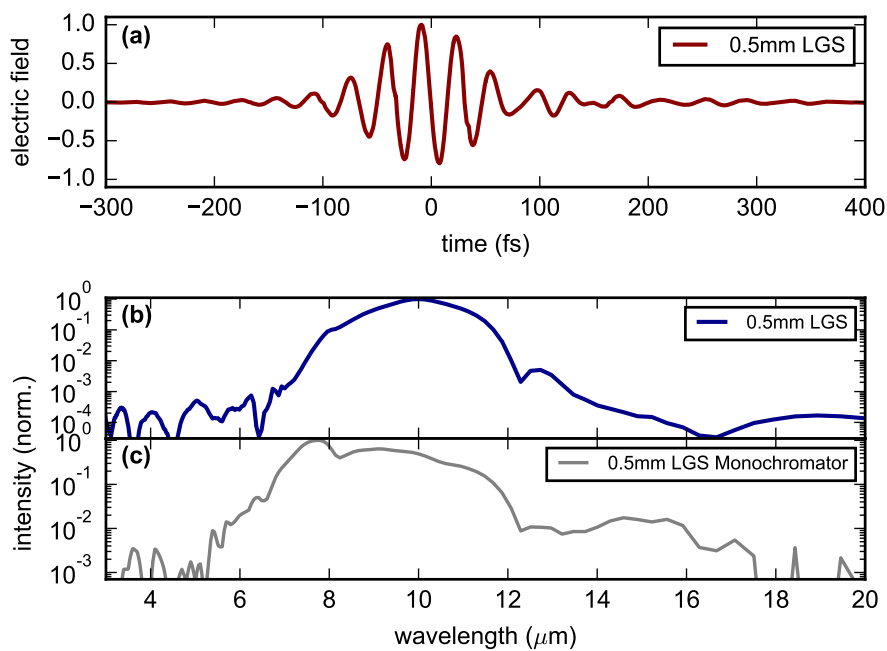 (a)
0.5mm LGS
electric field
1.0
0.5
0.0
−0.5
−1.0
−300 −200 −100 0 100 200 300 400
time (fs)
(b)
0.5mm LGS
10^0
10^-1
10^-2
10^-3
10^-4
intensity (norm.)
(c)
0.5mm LGS Monochromator
10^0
10^-1
10^-2
10^-3
4 6 8 10 12 14 16 18 20
wavelength (μm)